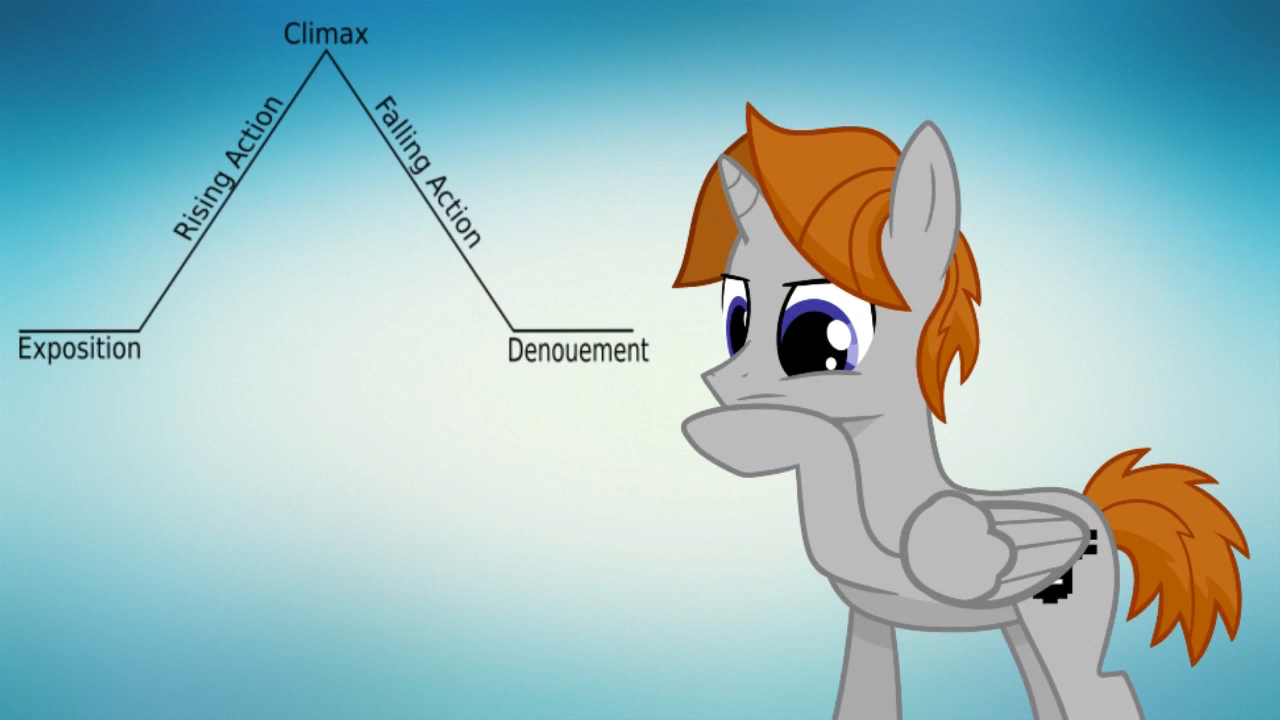 Climax
Rising Action
Falling Action
Exposition
Denouement